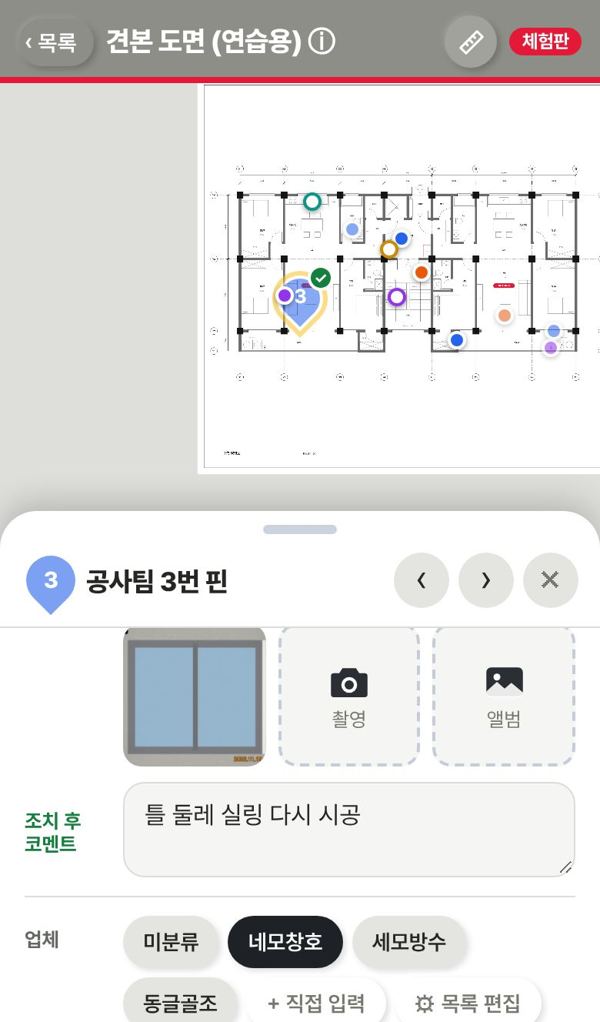 ‹ 목록
견본 도면 (연습용)
체험판
3
3
공사팀 3번 핀
촬영
앨범
조치 후
코멘트
틀 둘레 실링 다시 시공
업체
미분류
네모창호
세모방수
동글골조
+ 직접 입력
목록 편집